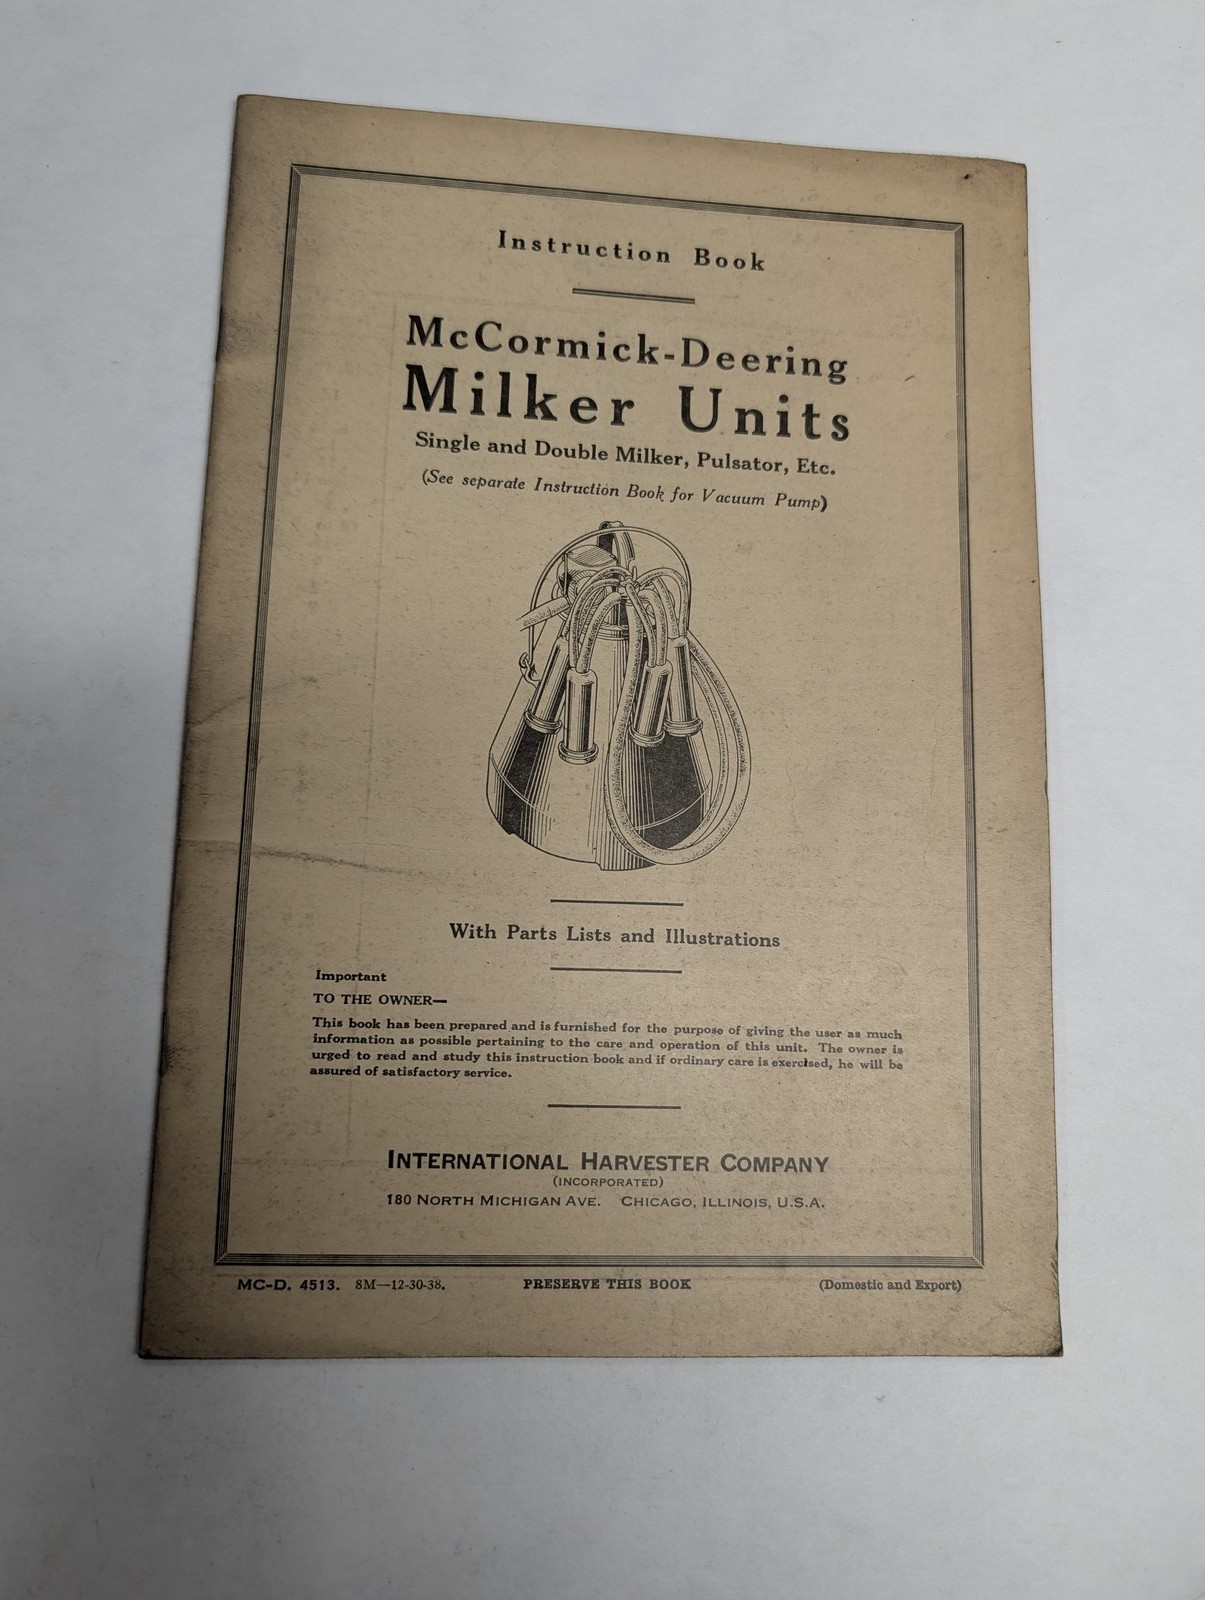 Instruction Book
McCormick-Deering
Milker Units
Single and Double Milker, Pulsator, Etc.
(See separate Instruction Book for Vacuum Pump)
With Parts Lists and Illustrations
Important
TO THE OWNER—
This book has been prepared and is furnished for the purpose of giving the user as much
information as possible pertaining to the care and operation of this unit. The owner is
urged to read and study this instruction book and if ordinary care is exercised, he will be
assured of satisfactory service.
INTERNATIONAL HARVESTER COMPANY
(INCORPORATED)
180 NORTH MICHIGAN AVE. CHICAGO, ILLINOIS, U.S.A.
MC-D. 4513. 8M—12-30-38. PRESERVE THIS BOOK (Domestic and Export)